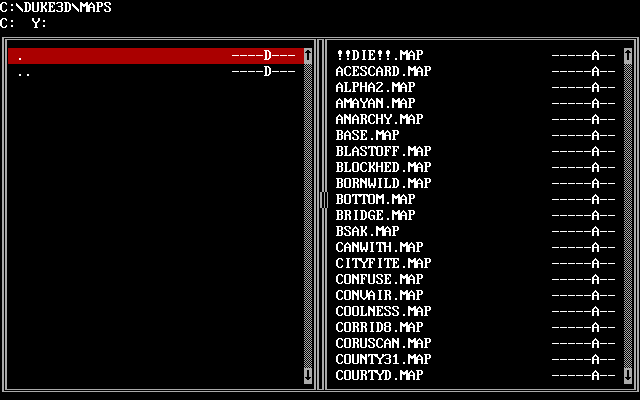 C:\DUKE3D\MAPS
C: Y:
. ----D---
.. ----D---
!!DIE!!.MAP -----A--
ACESCARD.MAP -----A--
ALPHA2.MAP -----A--
AMAYAN.MAP -----A--
ANARCHY.MAP -----A--
BASE.MAP -----A--
BLASTOFF.MAP -----A--
BLOCKHED.MAP -----A--
BORNWILD.MAP -----A--
BOTTOM.MAP -----A--
BRIDGE.MAP -----A--
BSAK.MAP -----A--
CANWITH.MAP -----A--
CITYFITE.MAP -----A--
CONFUSE.MAP -----A--
CONVAIR.MAP -----A--
COOLNESS.MAP -----A--
CORRID8.MAP -----A--
CORUSCAN.MAP -----A--
COUNTY31.MAP -----A--
COURTYD.MAP -----A--